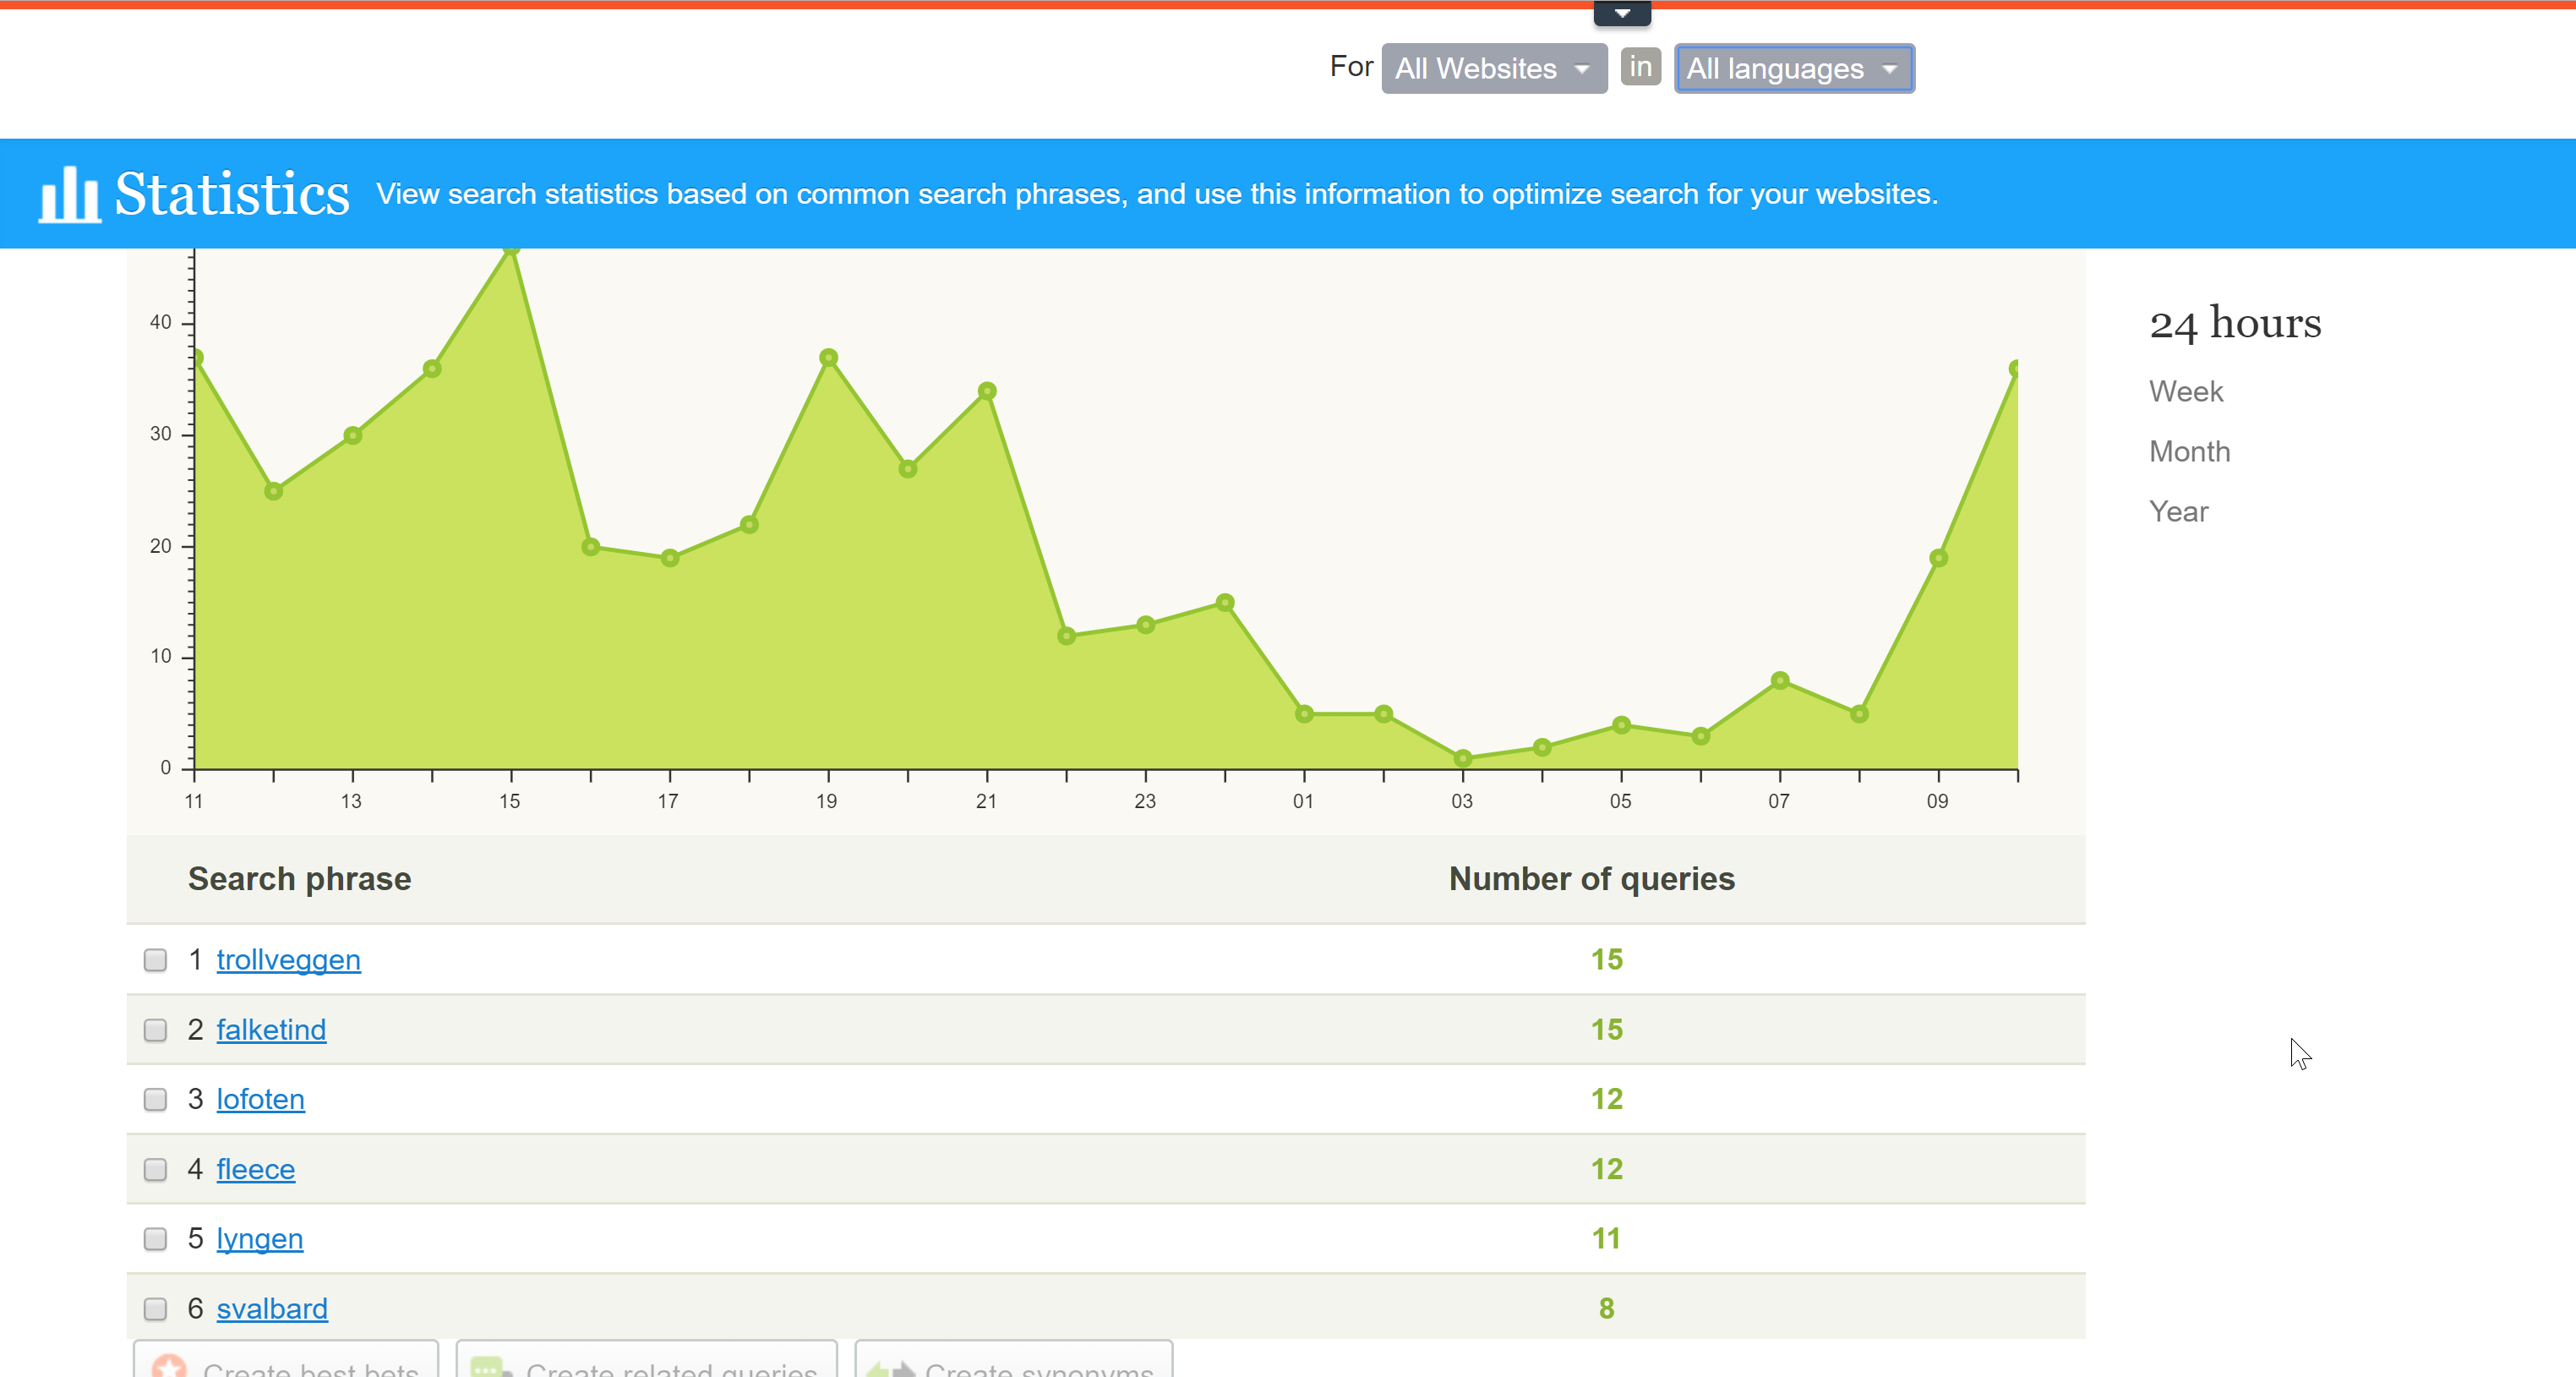 For All Websites in All languages
Statistics View search statistics based on common search phrases, and use this information to optimize search for your websites.
40
30
20
10
0
11 13 15 17 19 21 23 01 03 05 07 09
24 hours
Week
Month
Year
Search phrase Number of queries
1 trollveggen 15
2 falketind 15
3 lofoten 12
4 fleece 12
5 lyngen 11
6 svalbard 8
Create best bets Create related queries Create synonyms